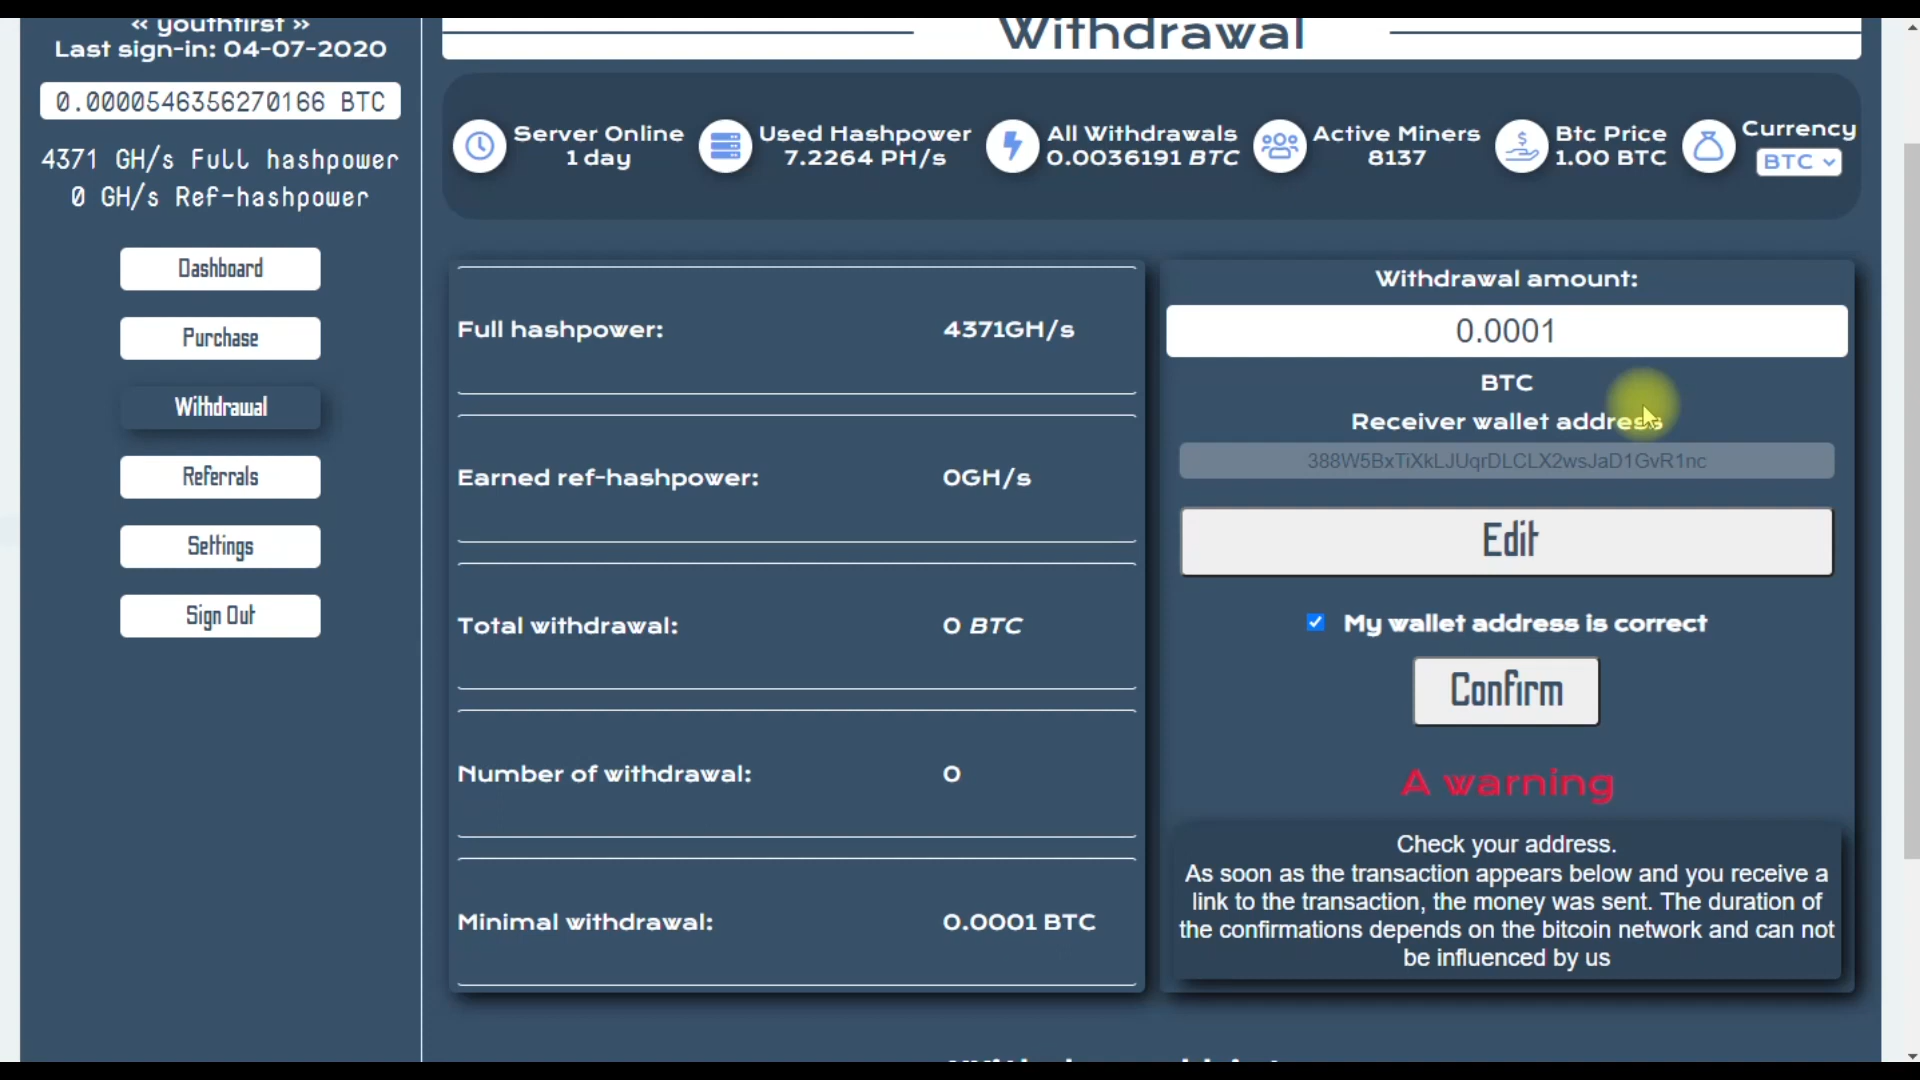 « youthfirst »
Last sign-in: 04-07-2020
0.0000546356270166 BTC
4371 GH/s Full hashpower
0 GH/s Ref-hashpower
Dashboard
Purchase
Withdrawal
Referrals
Settings
Sign Out
Withdrawal
Server Online
1 day
Used Hashpower
7.2264 PH/s
All Withdrawals
0.0036191 BTC
Active Miners
8137
Btc Price
1.00 BTC
Currency
BTC
Full hashpower: 4371GH/s
Earned ref-hashpower: 0GH/s
Total withdrawal: 0 BTC
Number of withdrawal: 0
Minimal withdrawal: 0.0001 BTC
Withdrawal amount:
0.0001
BTC
Receiver wallet address
388W5BxTiXkLJUqrDLCLX2wsJaD1GvR1nc
Edit
My wallet address is correct
Confirm
A warning
Check your address.
As soon as the transaction appears below and you receive a
link to the transaction, the money was sent. The duration of
the confirmations depends on the bitcoin network and can not
be influenced by us